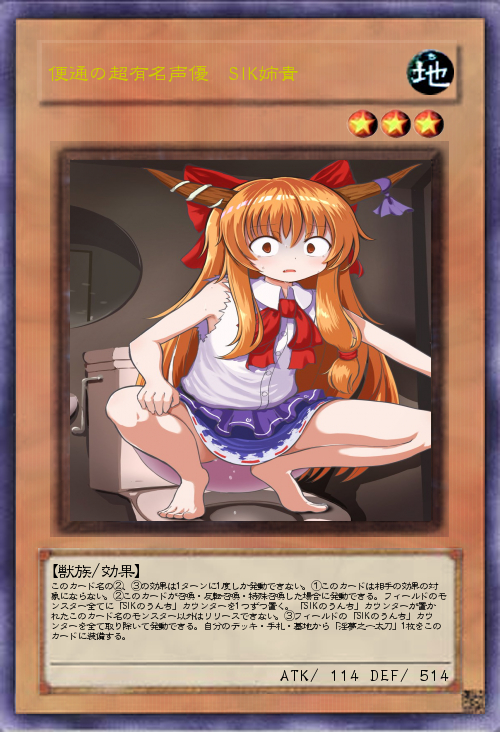 便通の超有名声優　SIK姉貴
地
【獣族/効果】
このカード名の②、③の効果は1ターンに1度しか発動できない。①このカードは相手の効果の対
象にならない。②このカードが召喚・反転召喚・特殊召喚した場合に発動できる。フィールドのモ
ンスター全てに「SIKのうんち」カウンターを1つずつ置く。「SIKのうんち」カウンターが置か
れたこのカード名のモンスター以外はリリースできない。③フィールドの「SIKのうんち」カウ
ンターを全て取り除いて発動できる。自分のデッキ・手札・墓地から「淫夢之一太刀」1枚をこの
カードに装備する。
ATK/ 114 DEF/ 514